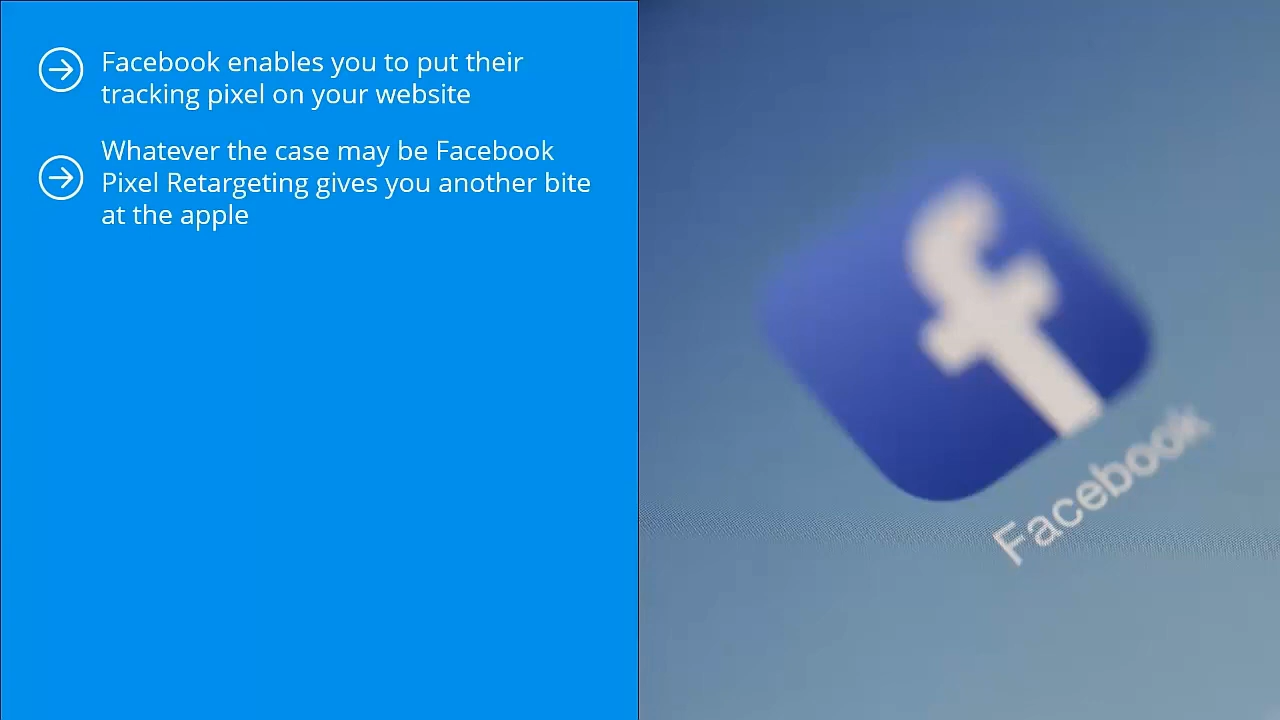 Facebook enables you to put their
tracking pixel on your website
Whatever the case may be Facebook
Pixel Retargeting gives you another bite
at the apple
Facebook